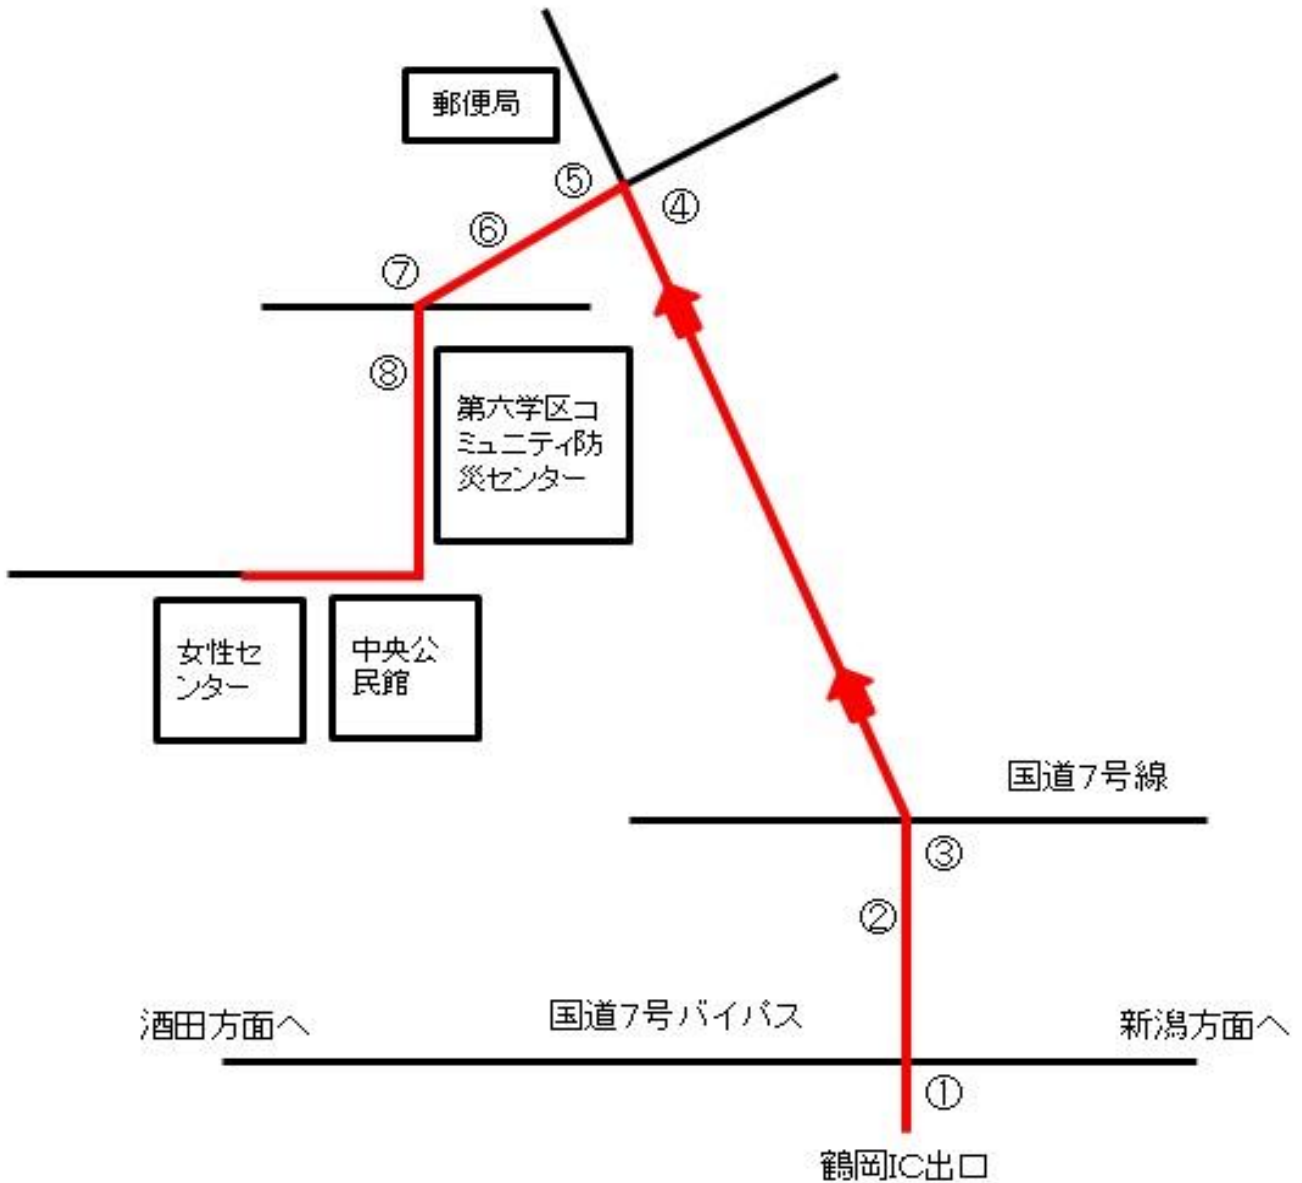 郵便局
⑤
④
⑥
⑦
⑧
第六学区コ
ミュニティ防
災センター
女性セ
ンター
中央公
民館
国道7号線
③
②
酒田方面へ
国道7号バイパス
新潟方面へ
①
鶴岡IC出口